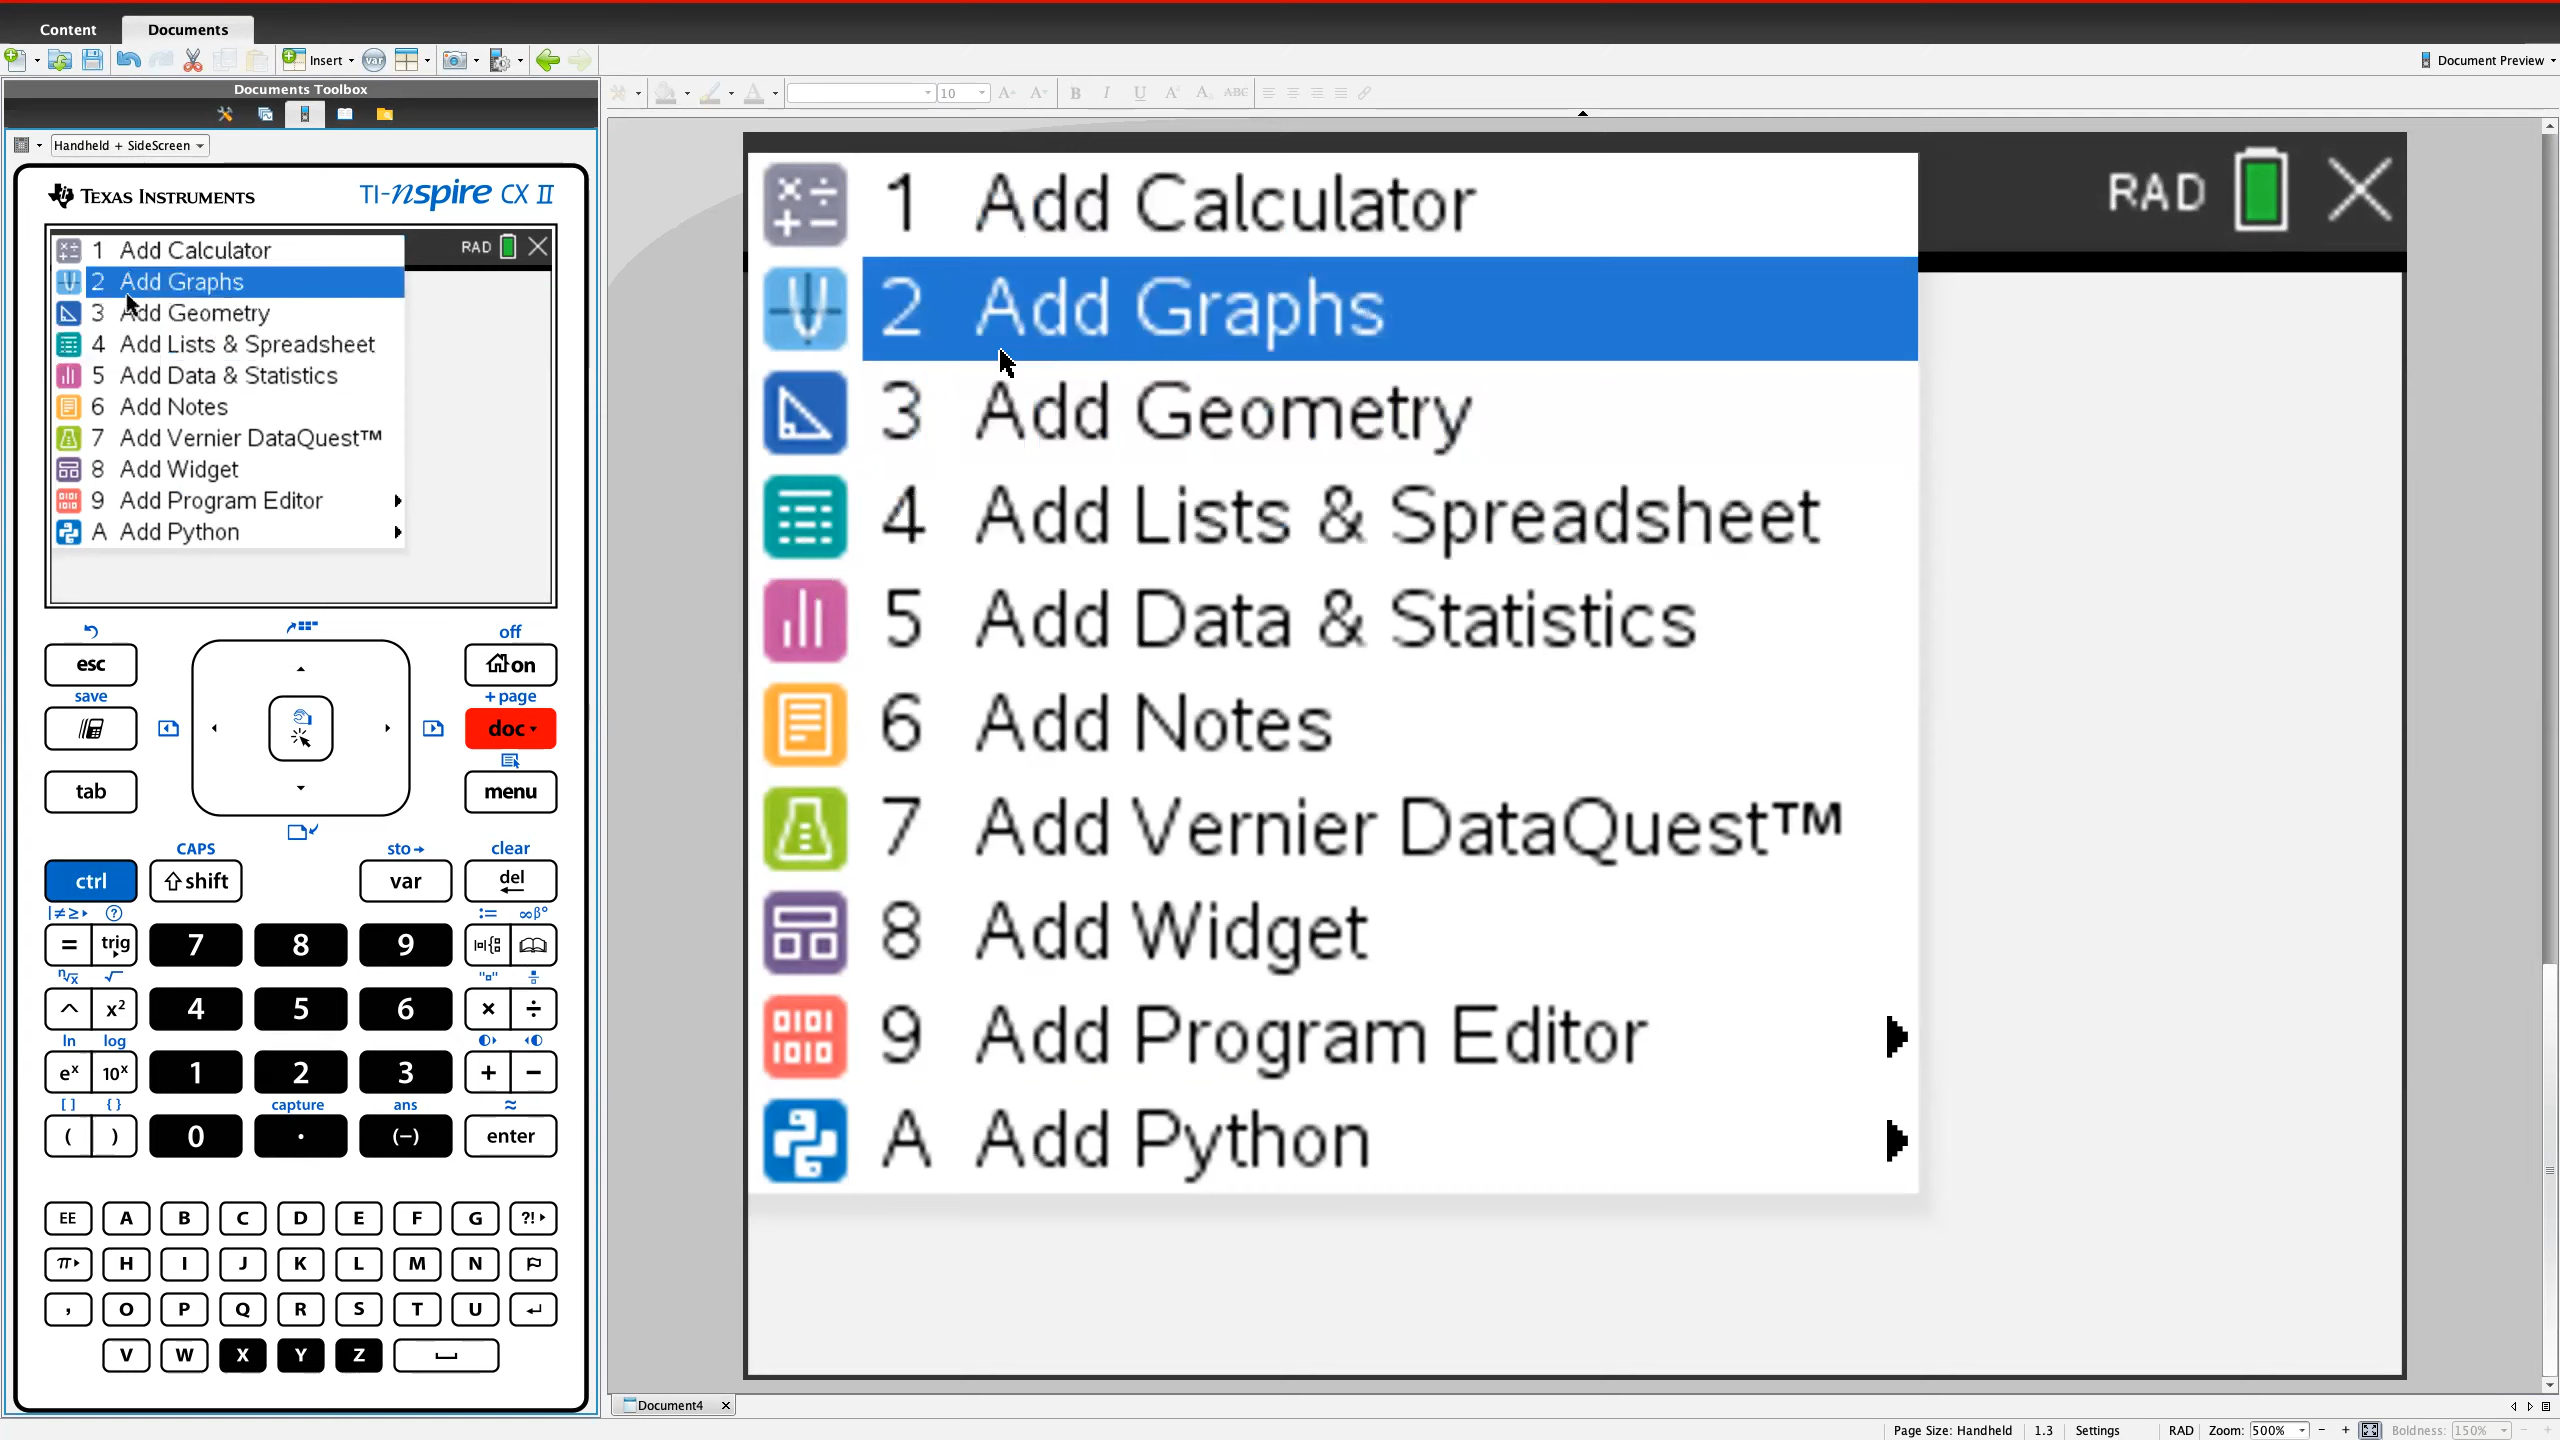 Content Documents
Insert var
Document Preview
Documents Toolbox
10 A A A B I U A A ABC
Handheld + SideScreen
TEXAS INSTRUMENTS TI-nspire CX II
1 Add Calculator RAD
2 Add Graphs
3 Add Geometry
4 Add Lists & Spreadsheet
5 Add Data & Statistics
6 Add Notes
7 Add Vernier DataQuest™
8 Add Widget
9 Add Program Editor
A Add Python
1 Add Calculator RAD
2 Add Graphs
3 Add Geometry
4 Add Lists & Spreadsheet
5 Add Data & Statistics
6 Add Notes
7 Add Vernier DataQuest™
8 Add Widget
9 Add Program Editor
A Add Python
off
esc on
save + page
doc
tab menu
CAPS sto→ clear
ctrl shift var del
|≠≥▸ ? := ∞β°
= trig 7 8 9
ⁿ√x √ "▫"
^ x² 4 5 6 × ÷
ln log
eˣ 10ˣ 1 2 3 + −
[ ] { } capture ans ≈
( ) 0 . (−) enter
EE A B C D E F G ?!▸
π▸ H I J K L M N
, O P Q R S T U
V W X Y Z
Document4
Page Size: Handheld 1.3 Settings RAD Zoom: 500% − + Boldness: 150% − +